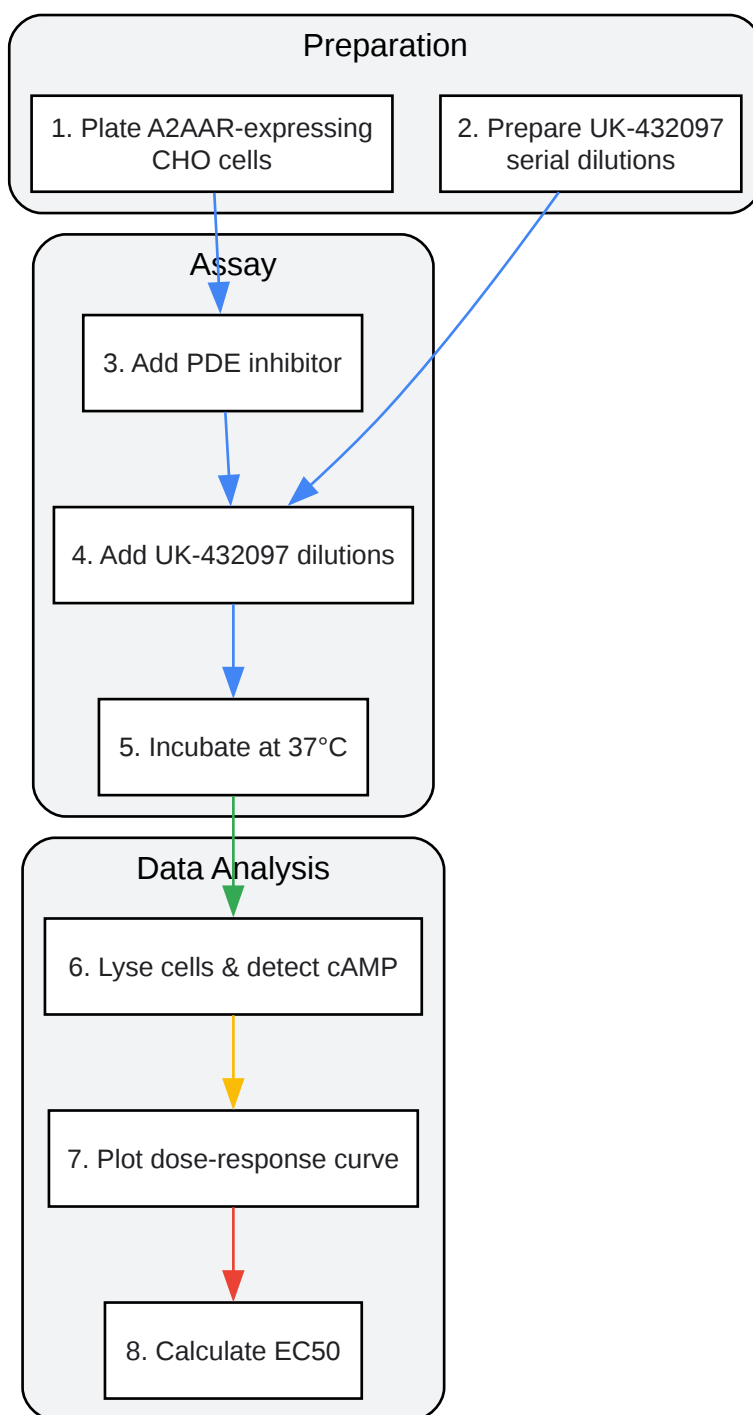 Preparation
1. Plate A2AAR-expressing
CHO cells
2. Prepare UK-432097
serial dilutions
Assay
3. Add PDE inhibitor
4. Add UK-432097 dilutions
5. Incubate at 37°C
Data Analysis
6. Lyse cells & detect cAMP
7. Plot dose-response curve
8. Calculate EC50